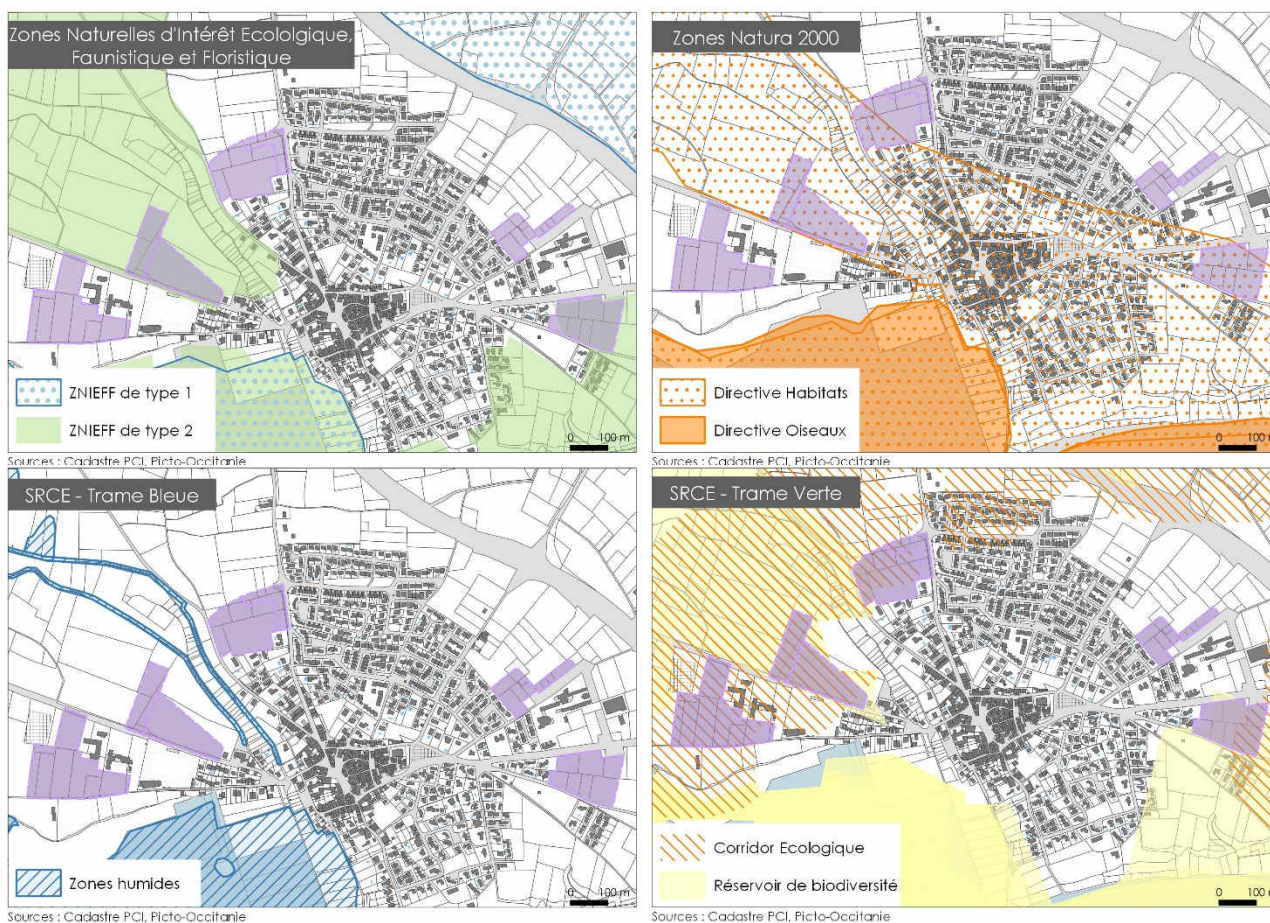 Zones Naturelles d'Intérêt Ecololgique,
Faunistique et Floristique
ZNIEFF de type 1
ZNIEFF de type 2
0 100 m
Sources : Cadastre PCI, Picto-Occitanie
Zones Natura 2000
Directive Habitats
Directive Oiseaux
0 100 m
Sources : Cadastre PCI, Picto-Occitanie
SRCE - Trame Bleue
Zones humides
0 100 m
Sources : Cadastre PCI, Picto-Occitanie
SRCE - Trame Verte
Corridor Ecologique
Réservoir de biodiversité
0 100 m
Sources : Cadastre PCI, Picto-Occitanie